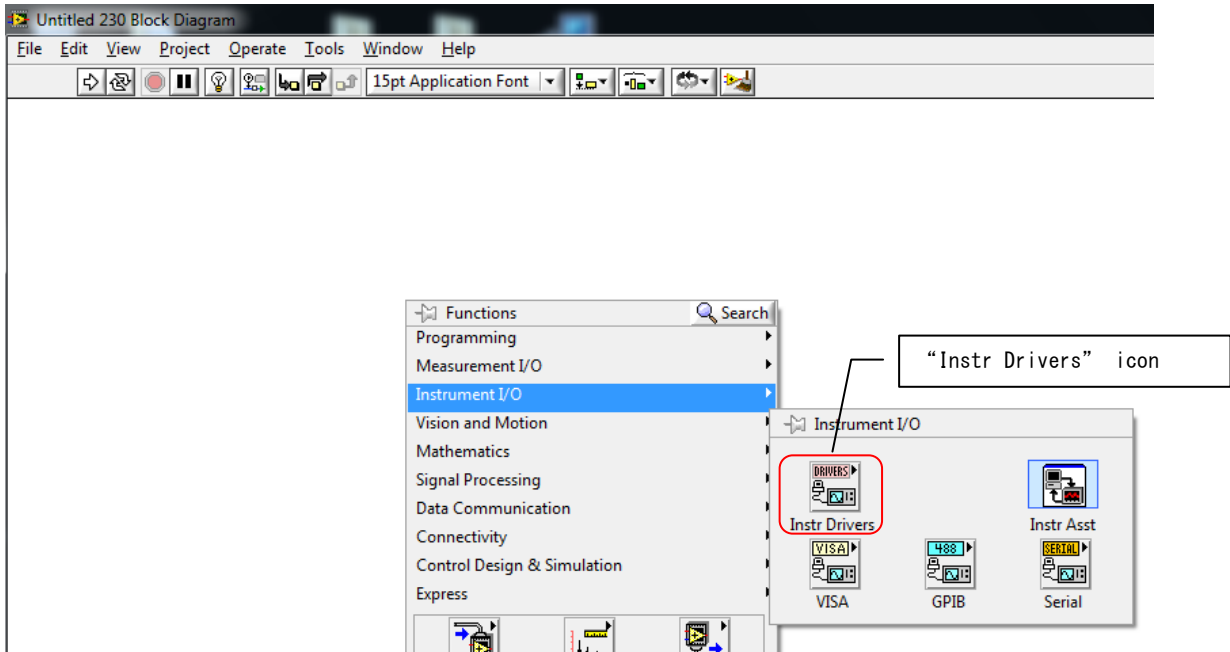 Untitled 230 Block Diagram
File Edit View Project Operate Tools Window Help
15pt Application Font
Functions Search
Programming
Measurement I/O
Instrument I/O
Vision and Motion
Mathematics
Signal Processing
Data Communication
Connectivity
Control Design & Simulation
Express
“Instr Drivers” icon
Instrument I/O
DRIVERS
Instr Drivers Instr Asst
VISA 488 SERIAL
VISA GPIB Serial